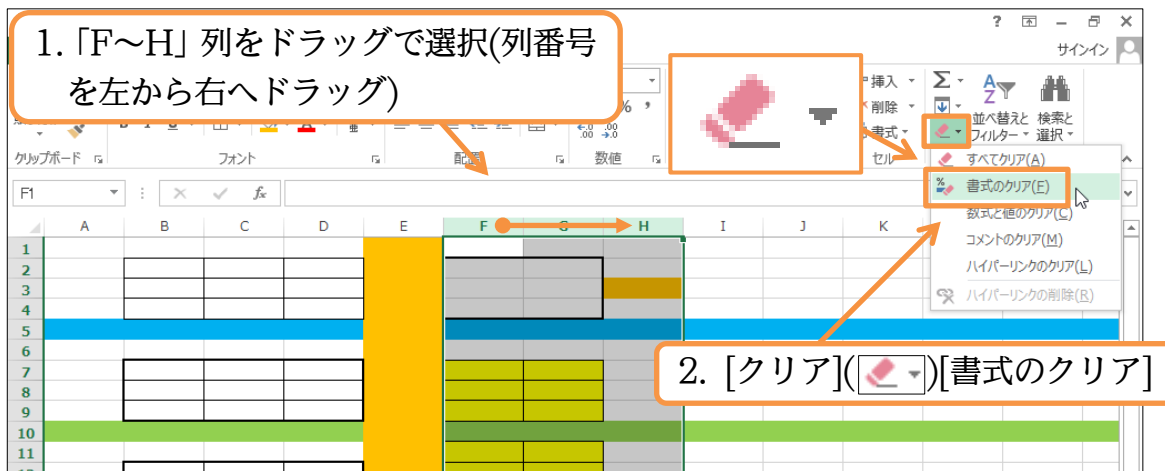 1.「F～H」列をドラッグで選択(列番号
を左から右へドラッグ)
?
サインイン
挿入
削除
書式
Σ
A
Z
並べ替えと
フィルター
検索と
選択
% ,
.00
クリップボード
フォント
配置
数値
セル
すべてクリア(A)
書式のクリア(F)
数式と値のクリア(C)
コメントのクリア(M)
ハイパーリンクのクリア(L)
ハイパーリンクの削除(R)
F1
fx
A B C D E F G H I J K
1
2
3
4
5
6
7
8
9
10
11
2. [クリア]( )[書式のクリア]